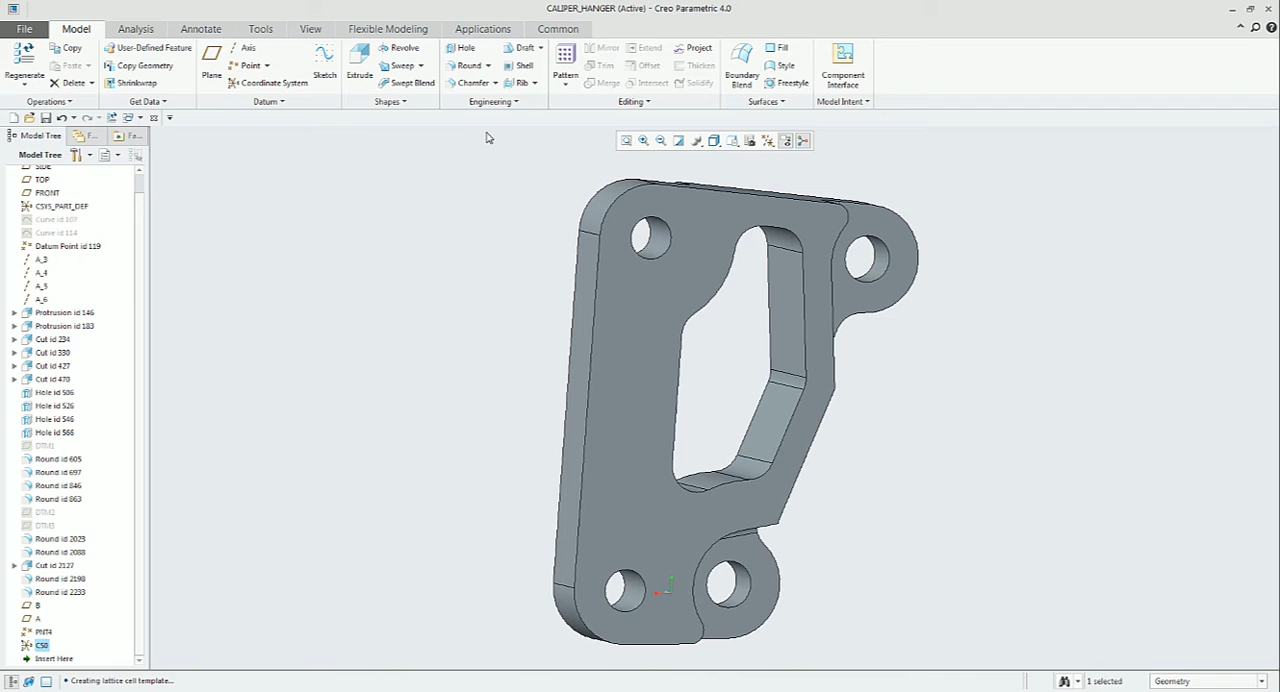 CALIPER_HANGER (Active) - Creo Parametric 4.0
File Model Analysis Annotate Tools View Flexible Modeling Applications Common
Copy User-Defined Feature Axis Revolve Hole Draft Mirror Extend Project Fill
Paste Copy Geometry Point Sweep Round Shell Trim Offset Thicken Style
Regenerate Plane Sketch Extrude Pattern Boundary Blend Component Interface
Delete Shrinkwrap Coordinate System Swept Blend Chamfer Rib Merge Intersect Solidify Freestyle
Operations Get Data Datum Shapes Engineering Editing Surfaces Model Intent
Model Tree F... Fa...
Model Tree
SIDE
TOP
FRONT
CSYS_PART_DEF
Curve id 107
Curve id 114
Datum Point id 119
A_3
A_4
A_5
A_6
Protrusion id 146
Protrusion id 183
Cut id 234
Cut id 330
Cut id 427
Cut id 470
Hole id 506
Hole id 526
Hole id 546
Hole id 566
DTM1
Round id 605
Round id 697
Round id 846
Round id 863
DTM2
DTM3
Round id 2023
Round id 2088
Cut id 2127
Round id 2198
Round id 2233
B
A
PNT4
CS0
Insert Here
Creating lattice cell template...
1 selected
Geometry